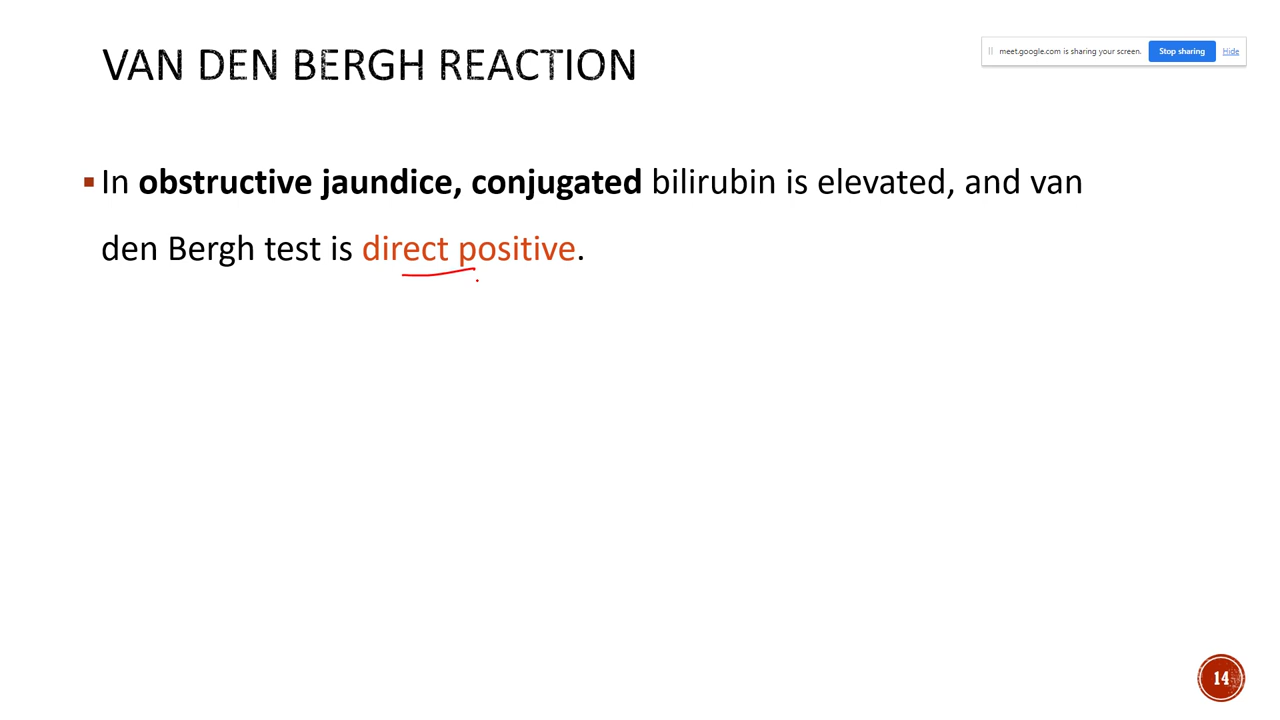 VAN DEN BERGH REACTION
meet.google.com is sharing your screen. Stop sharing Hide
In obstructive jaundice, conjugated bilirubin is elevated, and van
den Bergh test is direct positive.
14